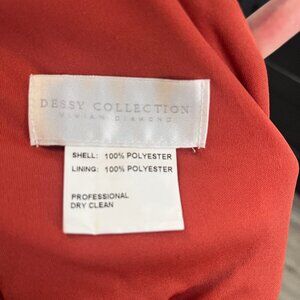 DESSY COLLECTION
VIVIAN DIAMOND
SHELL: 100% POLYESTER
LINING: 100% POLYESTER
PROFESSIONAL
DRY CLEAN